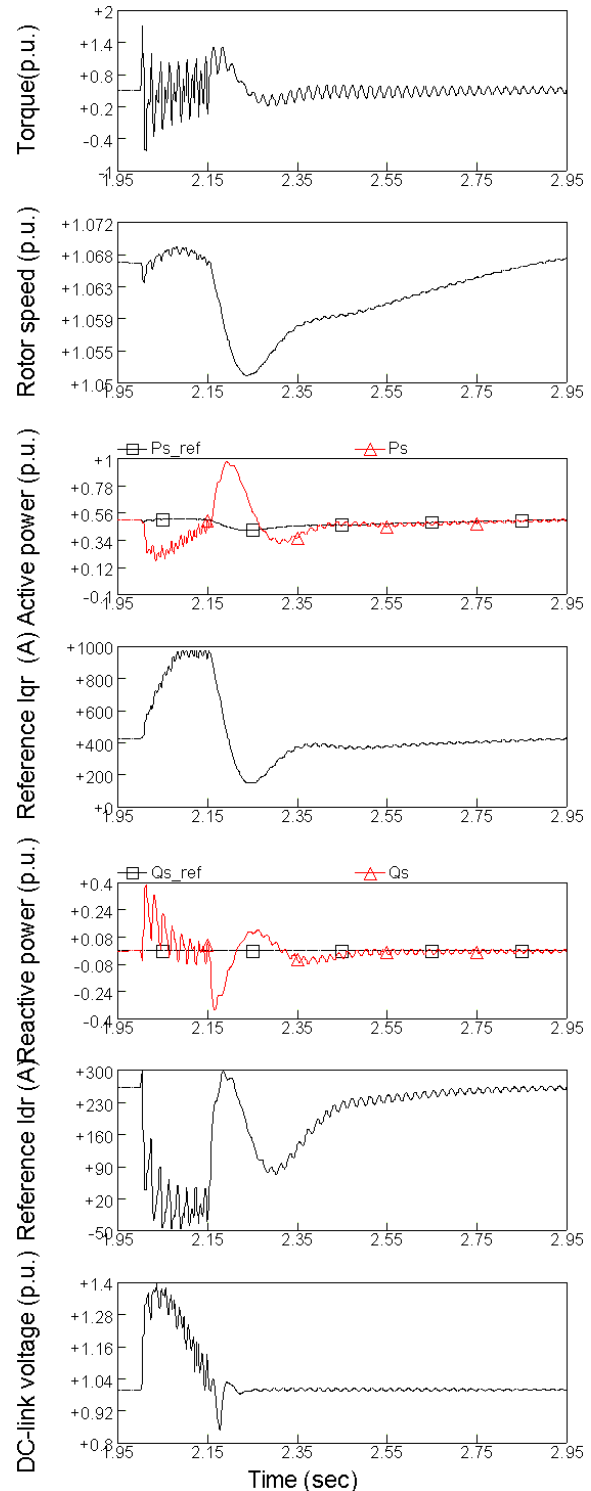 Torque(p.u.)
+2
+1.4
+0.8
+0.2
-0.4
-1
1.95 2.15 2.35 2.55 2.75 2.95
Rotor speed (p.u.)
+1.072
+1.068
+1.063
+1.059
+1.055
+1.05
1.95 2.15 2.35 2.55 2.75 2.95
Active power (p.u.)
Ps_ref Ps
+1
+0.78
+0.56
+0.34
+0.12
-0.1
1.95 2.15 2.35 2.55 2.75 2.95
Reference Iqr (A)
+1000
+800
+600
+400
+200
+0
1.95 2.15 2.35 2.55 2.75 2.95
Reactive power (p.u.)
Qs_ref Qs
+0.4
+0.24
+0.08
-0.08
-0.24
-0.4
1.95 2.15 2.35 2.55 2.75 2.95
Reference Idr (A)
+300
+230
+160
+90
+20
-50
1.95 2.15 2.35 2.55 2.75 2.95
DC-link voltage (p.u.)
+1.4
+1.28
+1.16
+1.04
+0.92
+0.8
1.95 2.15 2.35 2.55 2.75 2.95
Time (sec)